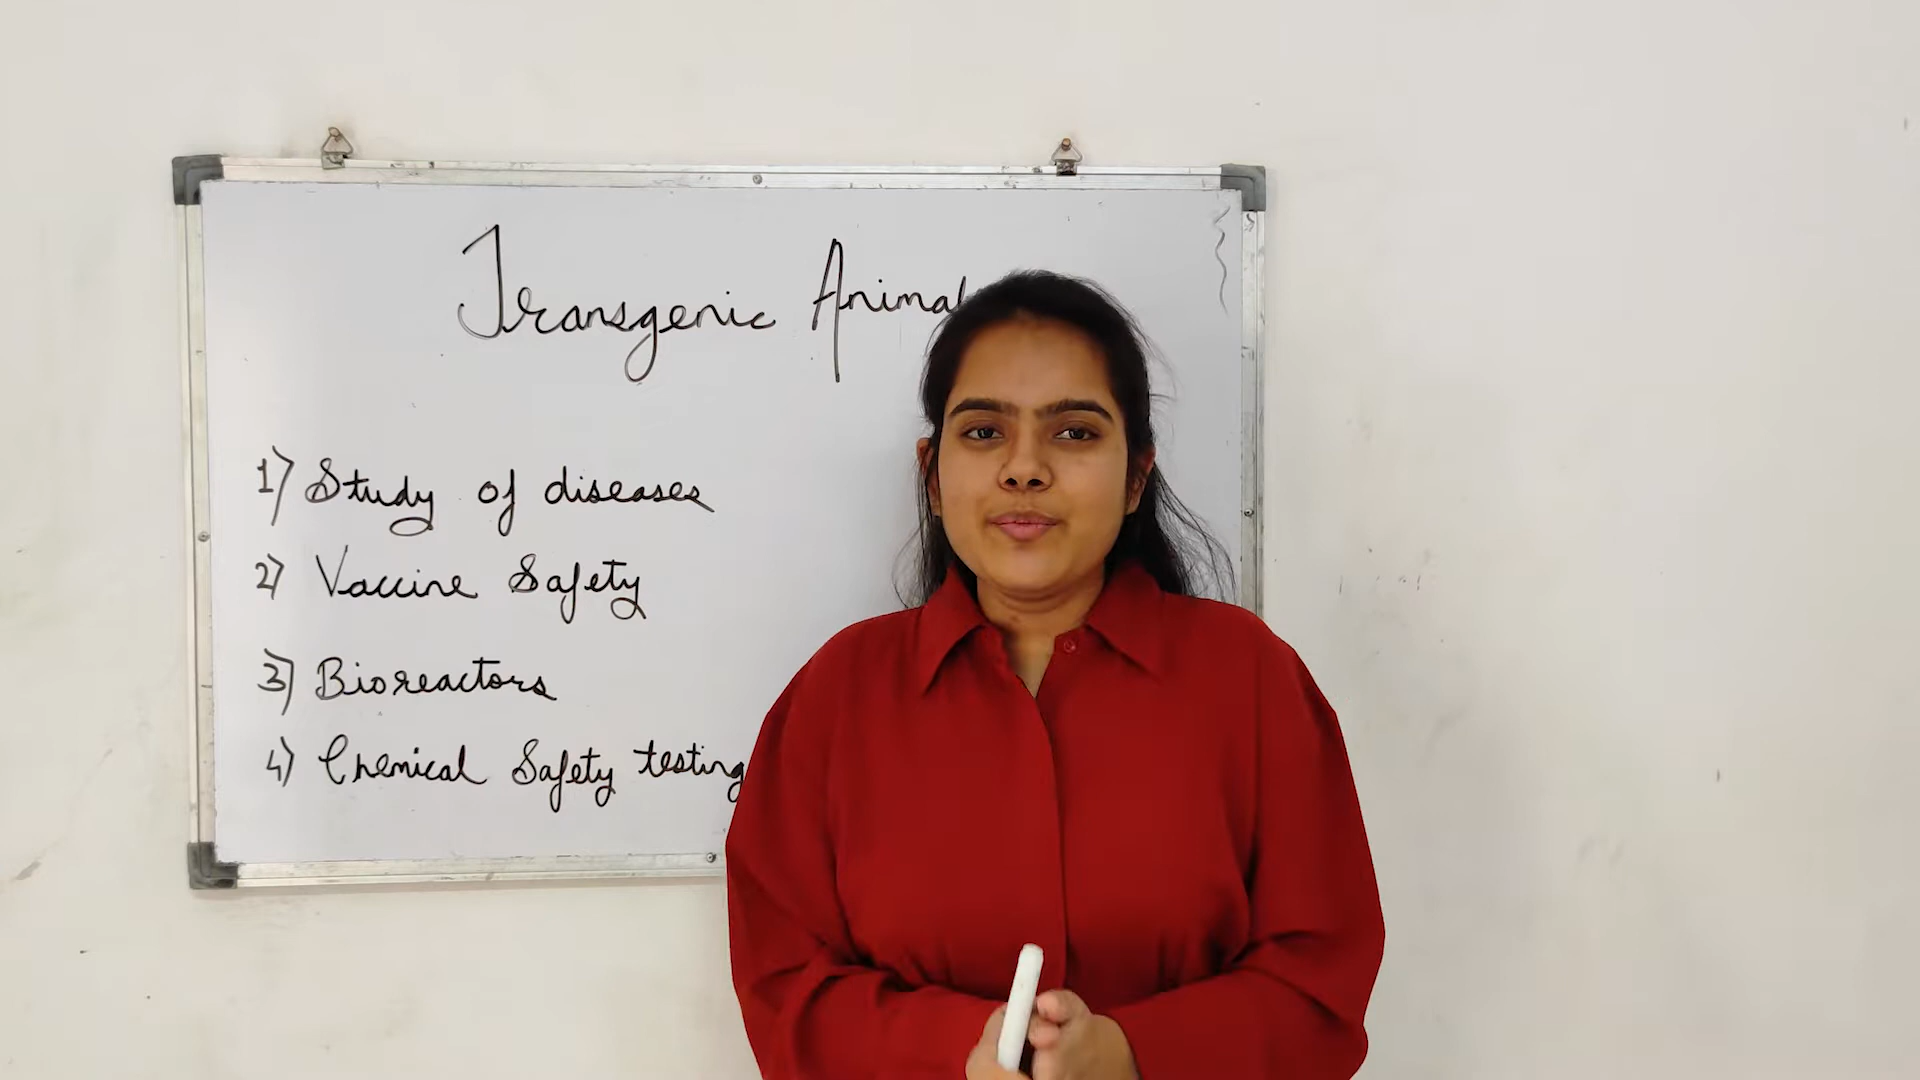 Transgenic Animal
1) Study of diseases
2) Vaccine Safety
3) Bioreactors
4) Chemical Safety testing